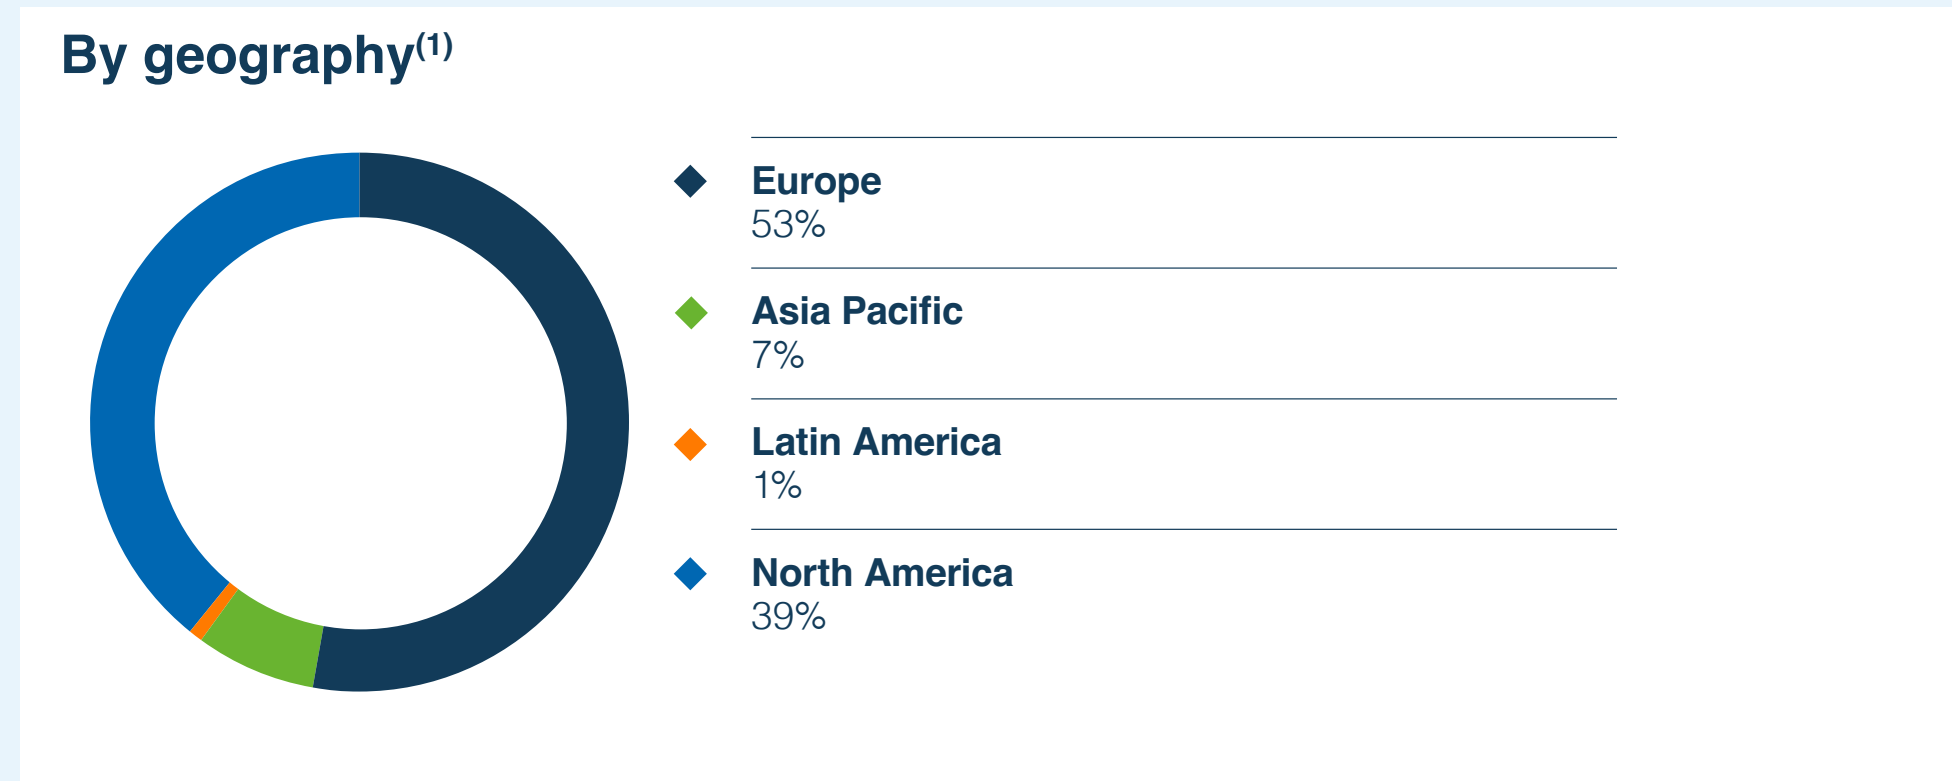 By geography(1)
Europe
53%
Asia Pacific
7%
Latin America
1%
North America
39%